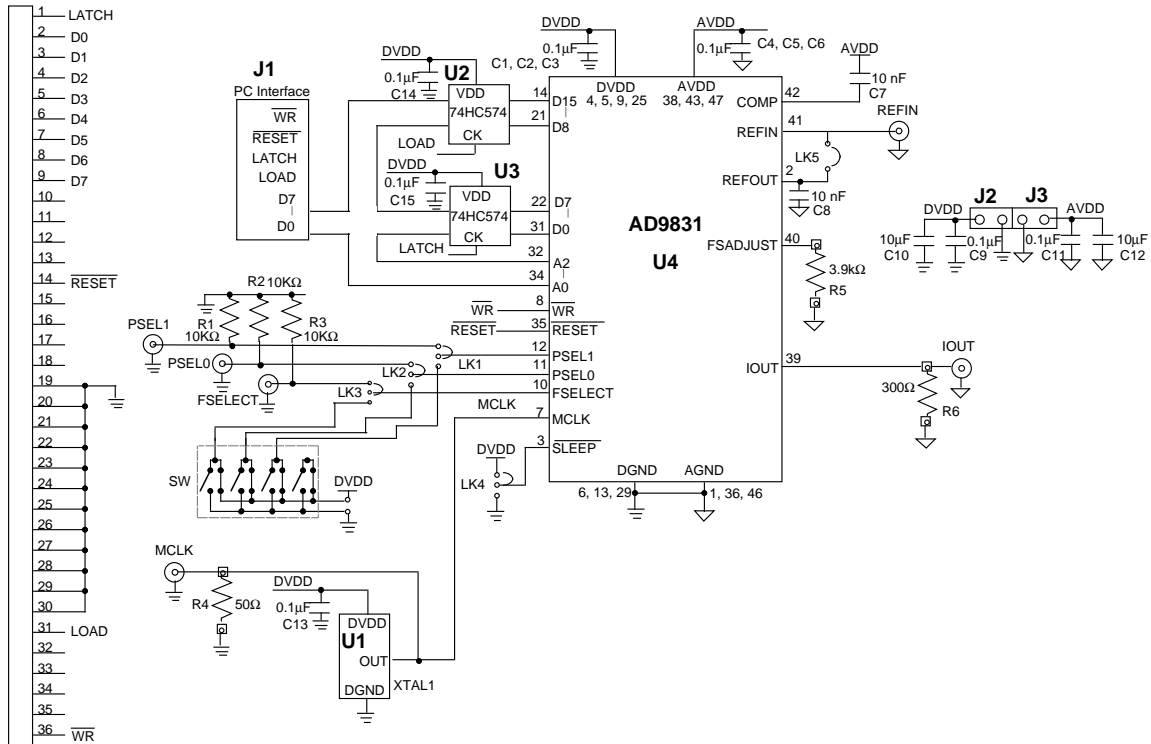 1 LATCH
2 D0
3 D1
4 D2
5 D3
6 D4
7 D5
8 D6
9 D7
10
11
12
13
14 RESET
15
16
17
18
19
20
21
22
23
24
25
26
27
28
29
30
31 LOAD
32
33
34
35
36 WR
J1
PC Interface
WR
RESET
LATCH
LOAD
D7
D0
DVDD
0.1µF
C14
U2
VDD
74HC574
CK
LOAD
DVDD
0.1µF
C15
U3
VDD
74HC574
CK
LATCH
DVDD
0.1µF
C1, C2, C3
AVDD
0.1µF
C4, C5, C6
DVDD
4, 5, 9, 25
AVDD
38, 43, 47
14 D15
21 D8
22 D7
31 D0
32 A2
34 A0
WR 8 WR
RESET 35 RESET
12 PSEL1
11 PSEL0
10 FSELECT
MCLK 7 MCLK
3 SLEEP
AD9831
U4
COMP 42
REFIN 41
REFOUT 2
FSADJUST 40
IOUT 39
DGND
6, 13, 29
AGND
1, 36, 46
AVDD
10 nF
C7
REFIN
LK5
10 nF
C8
3.9kΩ
R5
IOUT
300Ω
R6
DVDD
J2
J3
AVDD
10µF
C10
0.1µF
C9
0.1µF
C11
10µF
C12
R2 10KΩ
R1
10KΩ
R3
10KΩ
PSEL1
PSEL0
FSELECT
LK1
LK2
LK3
SW
DVDD
DVDD
LK4
MCLK
R4
50Ω
DVDD
0.1µF
C13
DVDD
U1
OUT
DGND
XTAL1